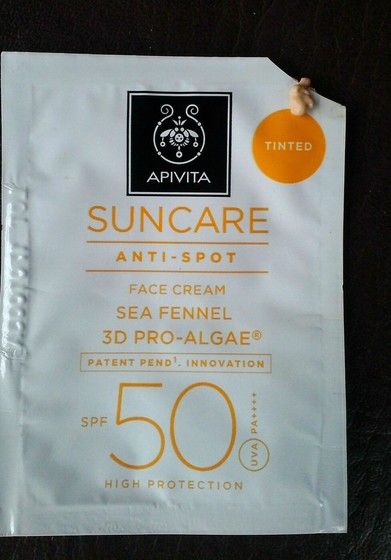 APIVITA
TINTED
SUNCARE
ANTI-SPOT
FACE CREAM
SEA FENNEL
3D PRO-ALGAE®
PATENT PEND¹. INNOVATION
SPF 50
UVA PA++++
HIGH PROTECTION